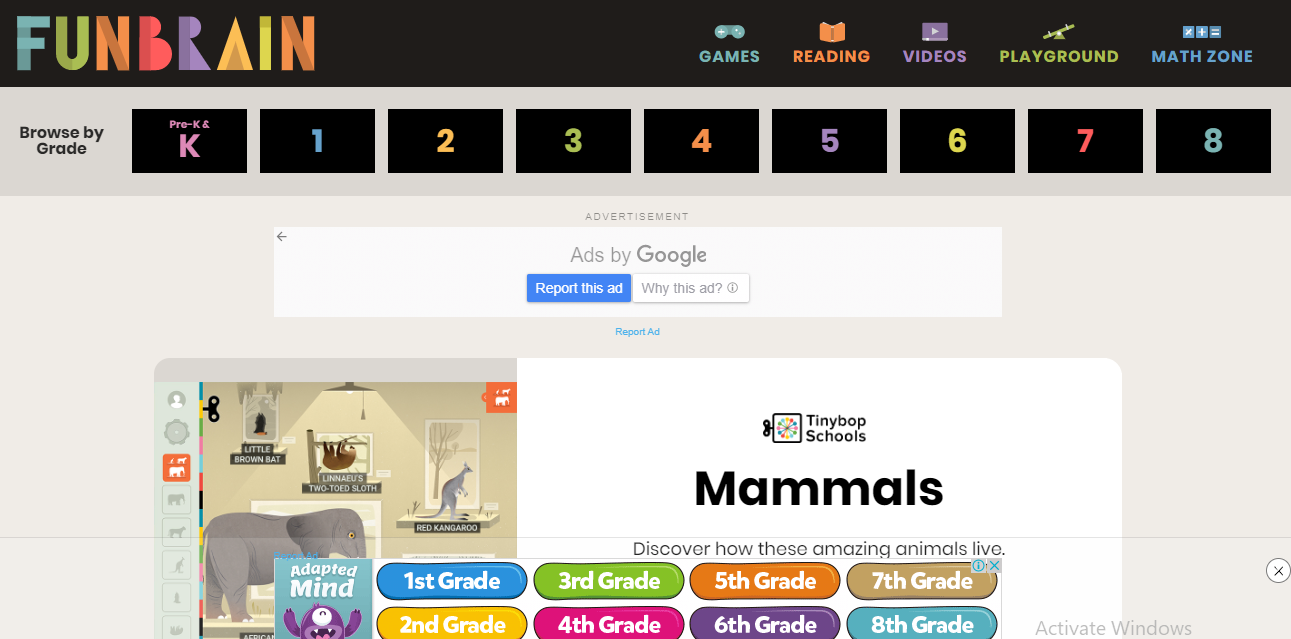 FUNBRAIN
GAMES
READING
VIDEOS
PLAYGROUND
MATH ZONE
Browse by
Grade
Pre-K &
K
1
2
3
4
5
6
7
8
ADVERTISEMENT
Ads by Google
Report this ad
Why this ad?
Report Ad
LITTLE
BROWN BAT
LINNAEU'S
TWO-TOED SLOTH
RED KANGAROO
AFRICAN
Tinybop
Schools
Mammals
Discover how these amazing animals live.
Report Ad
Adapted
Mind
1st Grade
3rd Grade
5th Grade
7th Grade
2nd Grade
4th Grade
6th Grade
8th Grade
Activate Windows